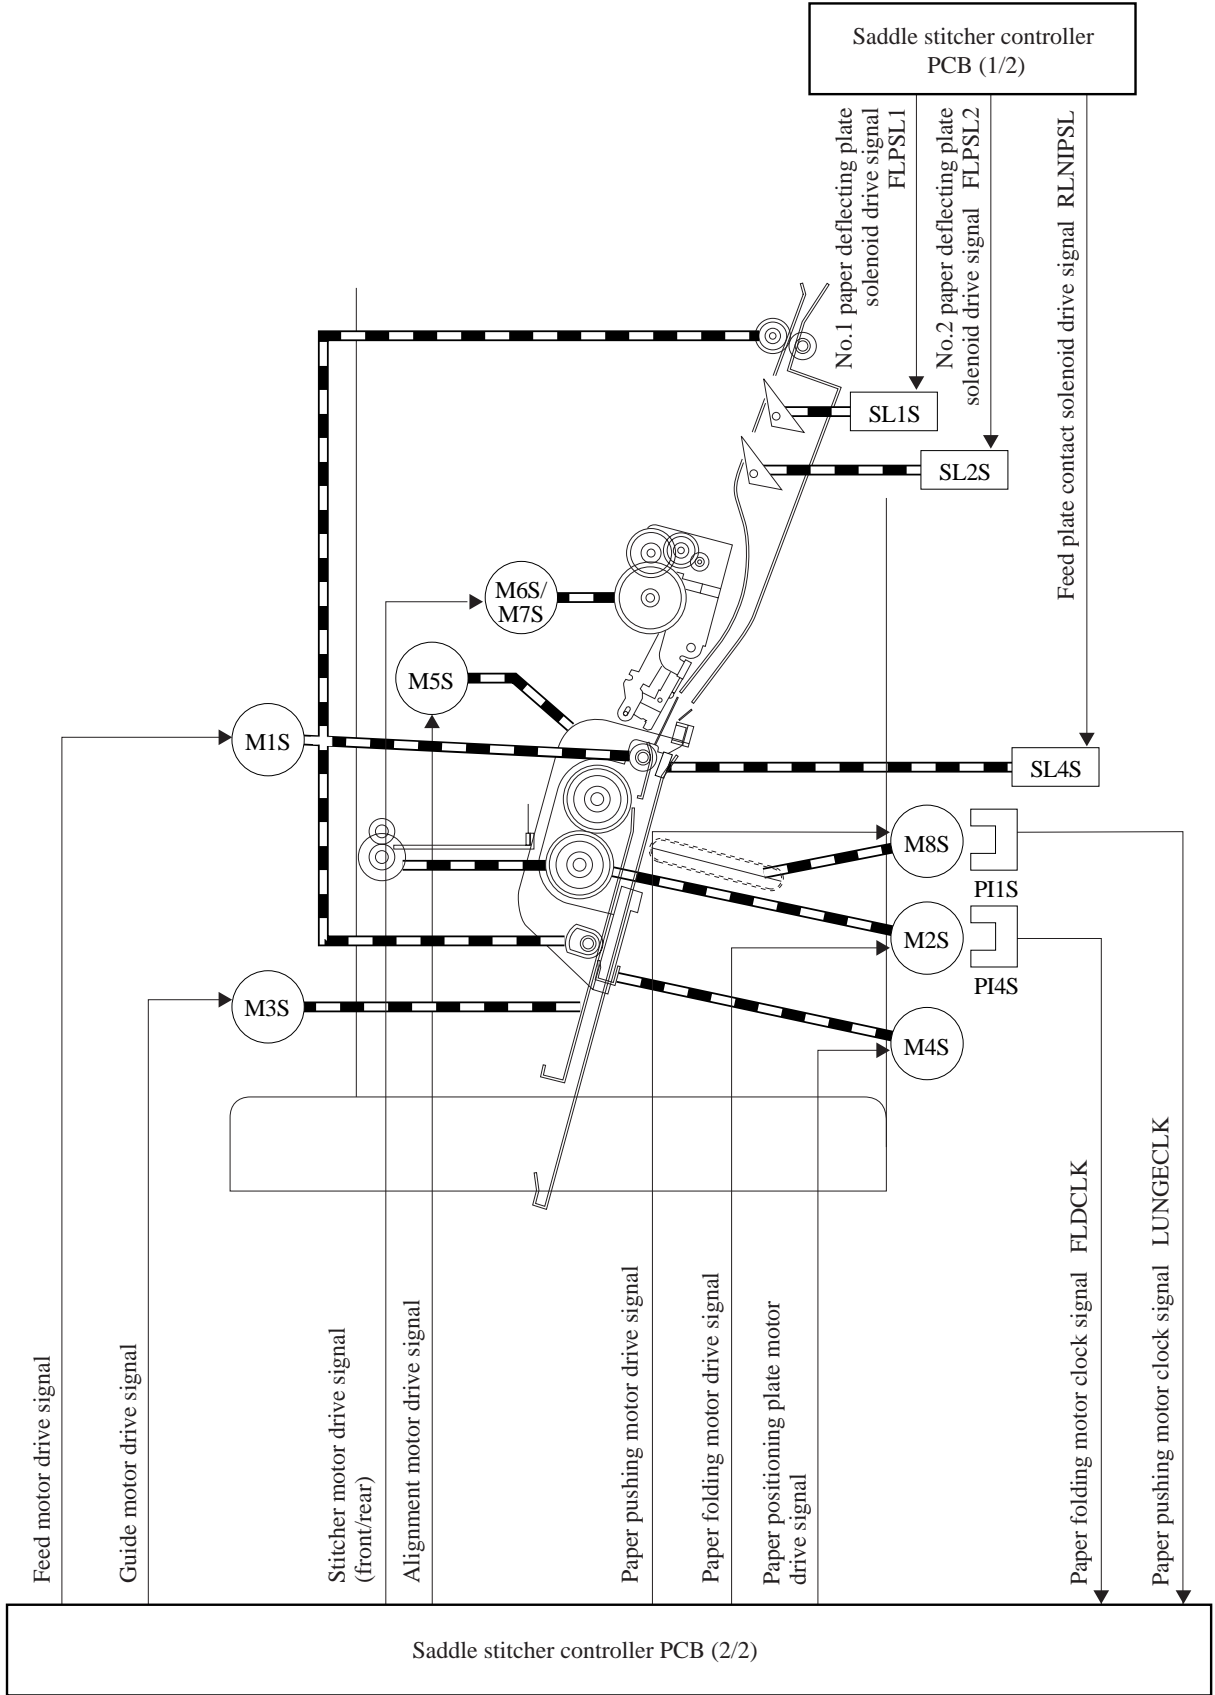 Saddle stitcher controller
PCB (1/2)
No.1 paper deflecting plate
solenoid drive signal
FLPSL1
No.2 paper deflecting plate
solenoid drive signal FLPSL2
Feed plate contact solenoid drive signal RLNIPSL
SL1S
SL2S
M6S/
M7S
M5S
M1S
SL4S
M8S
PI1S
M2S
PI4S
M3S
M4S
Feed motor drive signal
Guide motor drive signal
Stitcher motor drive signal
(front/rear)
Alignment motor drive signal
Paper pushing motor drive signal
Paper folding motor drive signal
Paper positioning plate motor
drive signal
Paper folding motor clock signal FLDCLK
Paper pushing motor clock signal LUNGECLK
Saddle stitcher controller PCB (2/2)